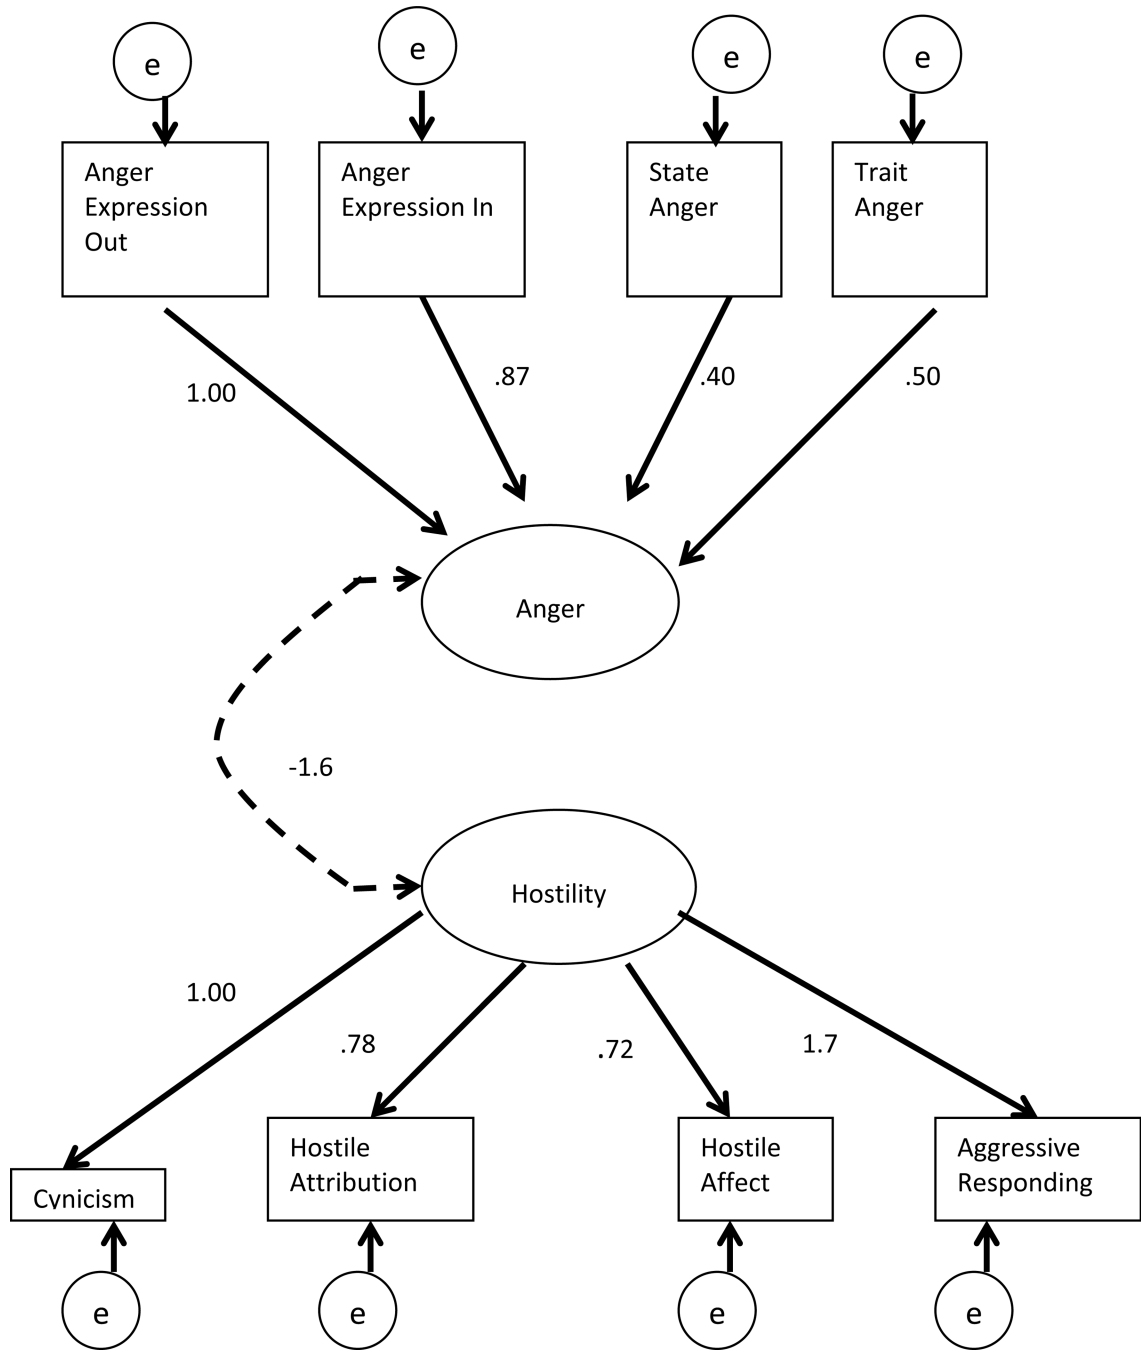 e
e
e
e
Anger
Expression
Out
Anger
Expression In
State
Anger
Trait
Anger
1.00
.87
.40
.50
Anger
-1.6
Hostility
1.00
.78
.72
1.7
Cynicism
Hostile
Attribution
Hostile
Affect
Aggressive
Responding
e
e
e
e